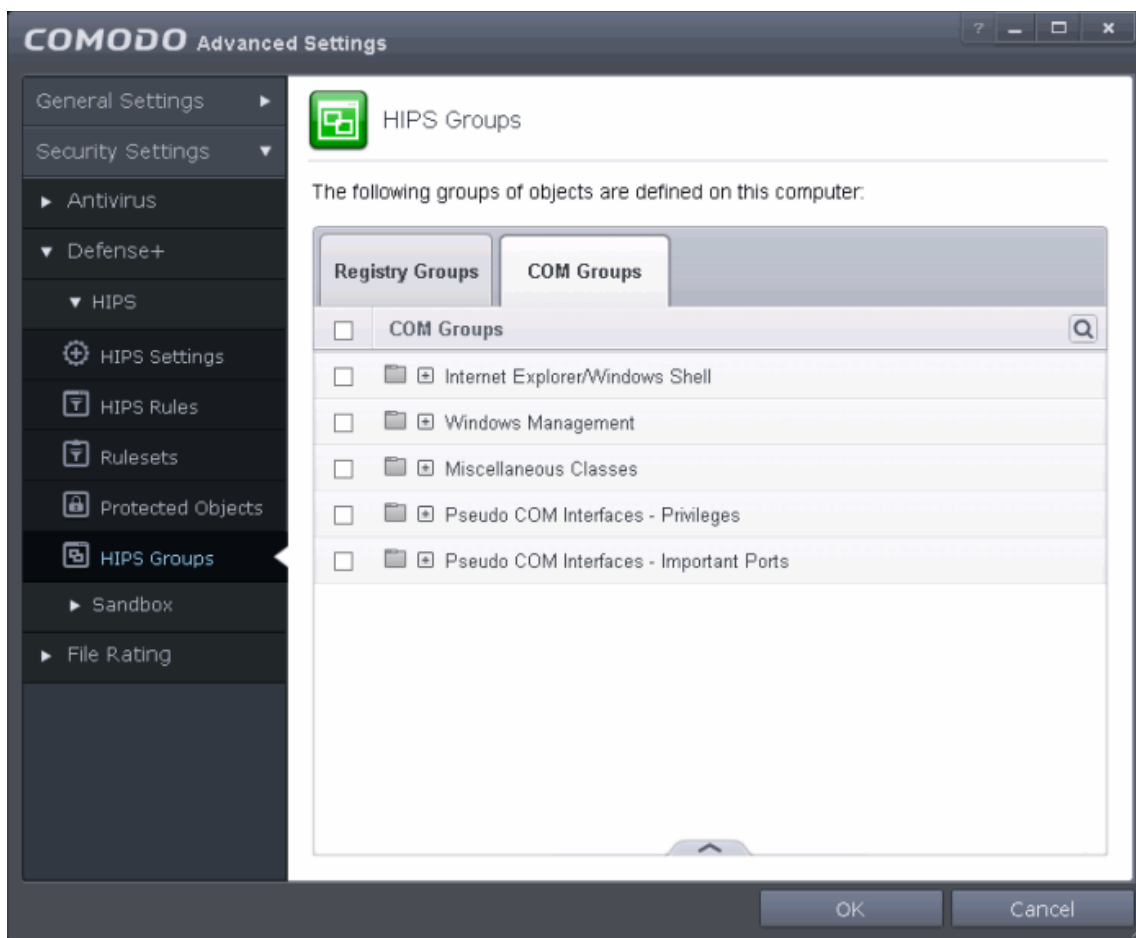 COMODO Advanced Settings
?
General Settings
Security Settings
Antivirus
Defense+
HIPS
HIPS Settings
HIPS Rules
Rulesets
Protected Objects
HIPS Groups
Sandbox
File Rating
HIPS Groups
The following groups of objects are defined on this computer:
Registry Groups
COM Groups
COM Groups
Internet Explorer/Windows Shell
Windows Management
Miscellaneous Classes
Pseudo COM Interfaces - Privileges
Pseudo COM Interfaces - Important Ports
OK
Cancel